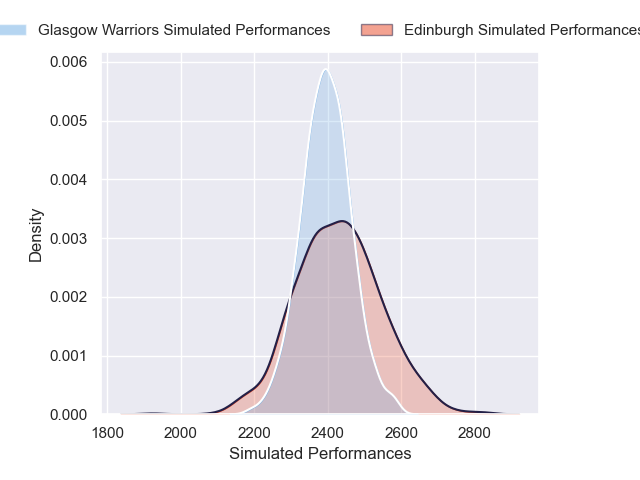 Glasgow Warriors Simulated Performances
Edinburgh Simulated Performances
0.006
0.005
0.004
0.003
0.002
0.001
0.000
Density
1800 2000 2200 2400 2600 2800
Simulated Performances